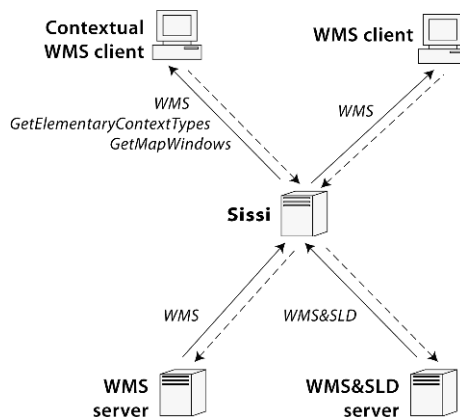 Contextual
WMS client
WMS client
WMS
GetElementaryContextTypes
GetMapWindows
WMS
Sissi
WMS
WMS&SLD
WMS
server
WMS&SLD
server